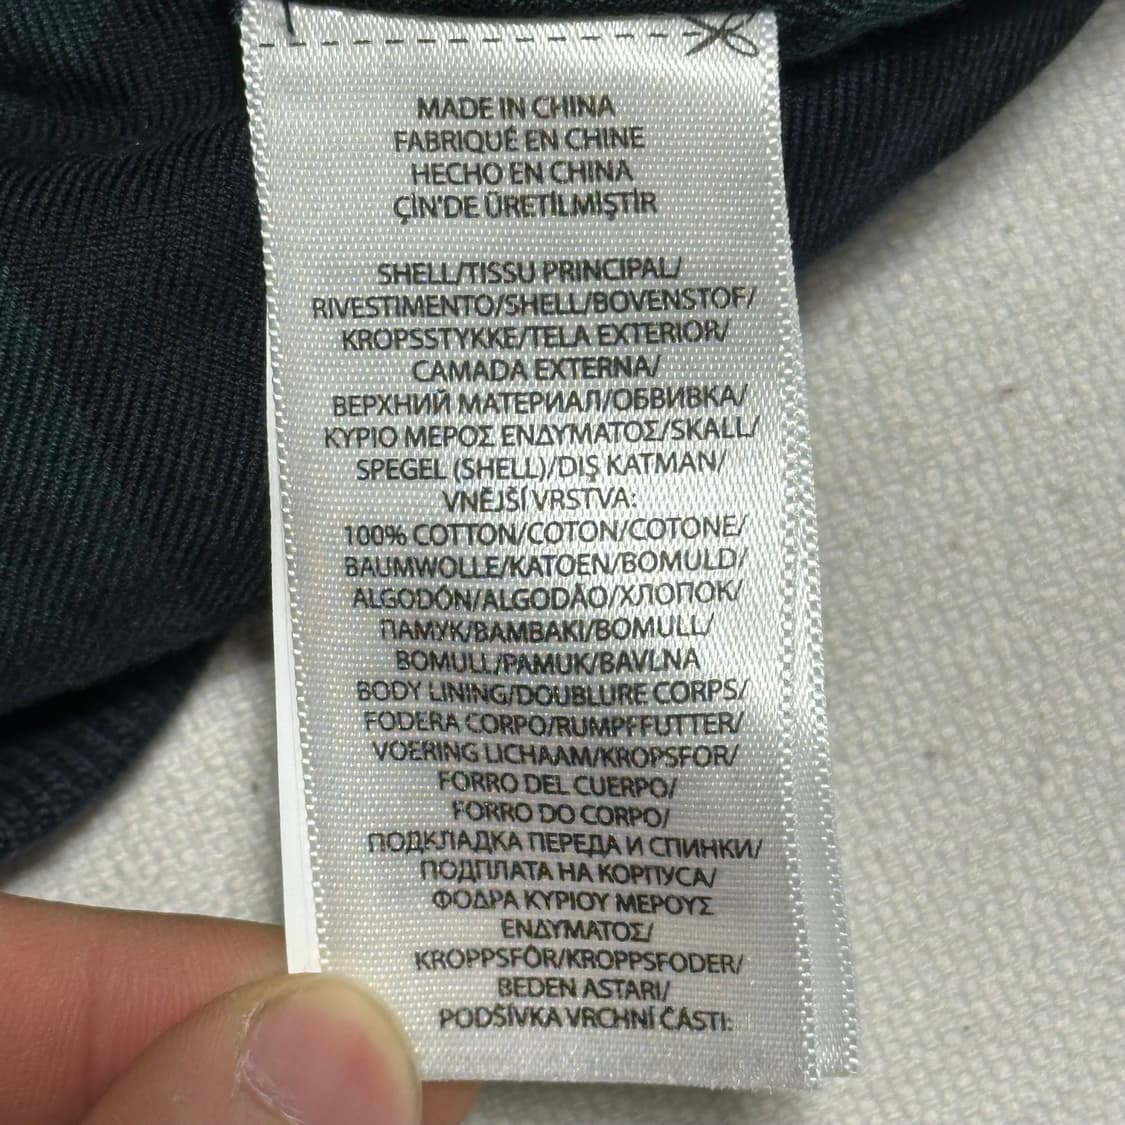 MADE IN CHINA
FABRIQUÉ EN CHINE
HECHO EN CHINA
ÇİN'DE ÜRETİLMİŞTİR
SHELL/TISSU PRINCIPAL/
RIVESTIMENTO/SHELL/BOVENSTOF/
KROPSSTYKKE/TELA EXTERIOR/
CAMADA EXTERNA/
ВЕРХНИЙ МАТЕРИАЛ/ОБВИВКА/
ΚΥΡΙΟ ΜΕΡΟΣ ΕΝΔΥΜΑΤΟΣ/SKALL/
SPEGEL (SHELL)/DIŞ KATMAN/
VNĚJŠÍ VRSTVA:
100% COTTON/COTON/COTONE/
BAUMWOLLE/KATOEN/BOMULD/
ALGODÓN/ALGODÃO/ХЛОПОК/
ПАМУК/ΒΑΜΒΑΚΙ/BOMULL/
BOMULL/PAMUK/BAVLNA
BODY LINING/DOUBLURE CORPS/
FODERA CORPO/RUMPFFUTTER/
VOERING LICHAAM/KROPSFOR/
FORRO DEL CUERPO/
FORRO DO CORPO/
ПОДКЛАДКА ПЕРЕДА И СПИНКИ/
ПОДПЛАТА НА КОРПУСА/
ΦΟΔΡΑ ΚΥΡΙΟΥ ΜΕΡΟΥΣ
ΕΝΔΥΜΑΤΟΣ/
KROPPSFÔR/KROPPSFODER/
BEDEN ASTARI/
PODŠÍVKA VRCHNÍ ČÁSTI: